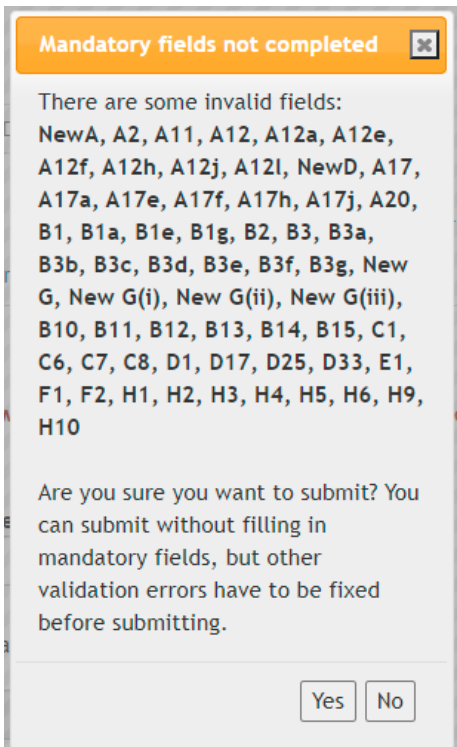 Mandatory fields not completed
There are some invalid fields:
NewA, A2, A11, A12, A12a, A12e,
A12f, A12h, A12j, A12l, NewD, A17,
A17a, A17e, A17f, A17h, A17j, A20,
B1, B1a, B1e, B1g, B2, B3, B3a,
B3b, B3c, B3d, B3e, B3f, B3g, New
G, New G(i), New G(ii), New G(iii),
B10, B11, B12, B13, B14, B15, C1,
C6, C7, C8, D1, D17, D25, D33, E1,
F1, F2, H1, H2, H3, H4, H5, H6, H9,
H10
Are you sure you want to submit? You
can submit without filling in
mandatory fields, but other
validation errors have to be fixed
before submitting.
Yes No